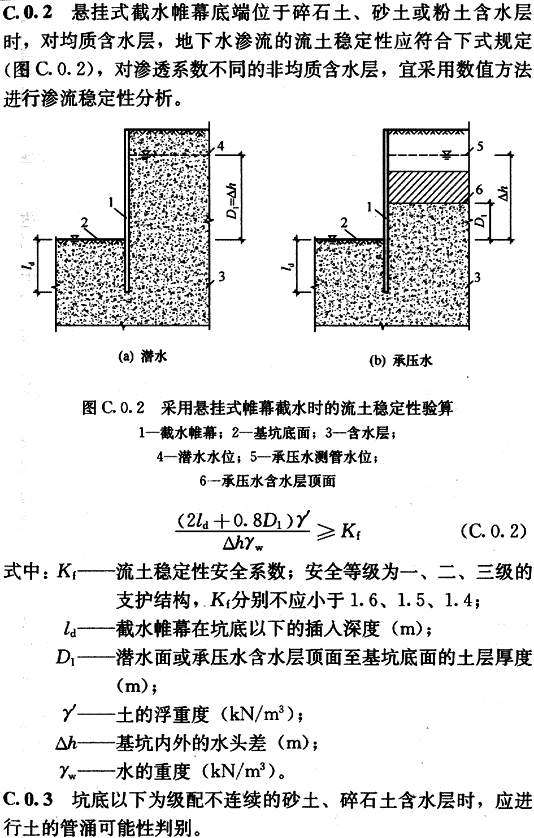 C.0.2 悬挂式截水帷幕底端位于碎石土、砂土或粉土含水层
时，对均质含水层，地下水渗流的流土稳定性应符合下式规定
(图 C.0.2)，对渗透系数不同的非均质含水层，宜采用数值方法
进行渗流稳定性分析。
1
2
3
4
l_d
D₁=Δh
1
2
3
5
6
l_d
D₁
Δh
(a) 潜水
(b) 承压水
图 C.0.2 采用悬挂式帷幕截水时的流土稳定性验算
1—截水帷幕；2—基坑底面；3—含水层；
4—潜水水位；5—承压水测管水位；
6—承压水含水层顶面
(2l_d+0.8D₁)γ′/Δhγ_w ≥ K_f (C.0.2)
式中：K_f——流土稳定性安全系数；安全等级为一、二、三级的
支护结构，K_f分别不应小于 1.6、1.5、1.4；
l_d——截水帷幕在坑底以下的插入深度（m）；
D₁——潜水面或承压水含水层顶面至基坑底面的土层厚度
（m）；
γ′——土的浮重度（kN/m³）；
Δh——基坑内外的水头差（m）；
γ_w——水的重度（kN/m³）。
C.0.3 坑底以下为级配不连续的砂土、碎石土含水层时，应进
行土的管涌可能性判别。